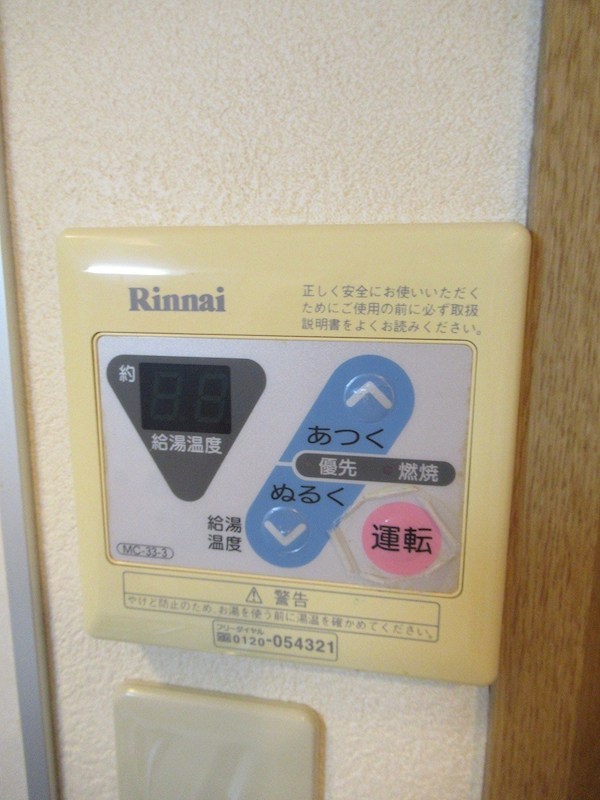 Rinnai
正しく安全にお使いいただく
ためにご使用の前に必ず取扱
説明書をよくお読みください。
約
給湯温度
あつく
優先 燃焼
ぬるく
給湯
温度
運転
MC-33-3
⚠ 警告
やけど防止のため、お湯を使う前に湯温を確かめてください。
フリーダイヤル
0120-054321